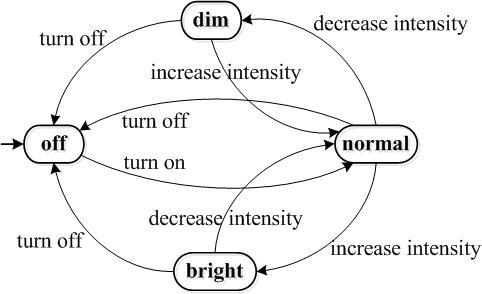 dim
decrease intensity
turn off
increase intensity
turn off
off
normal
turn on
decrease intensity
turn off
increase intensity
bright